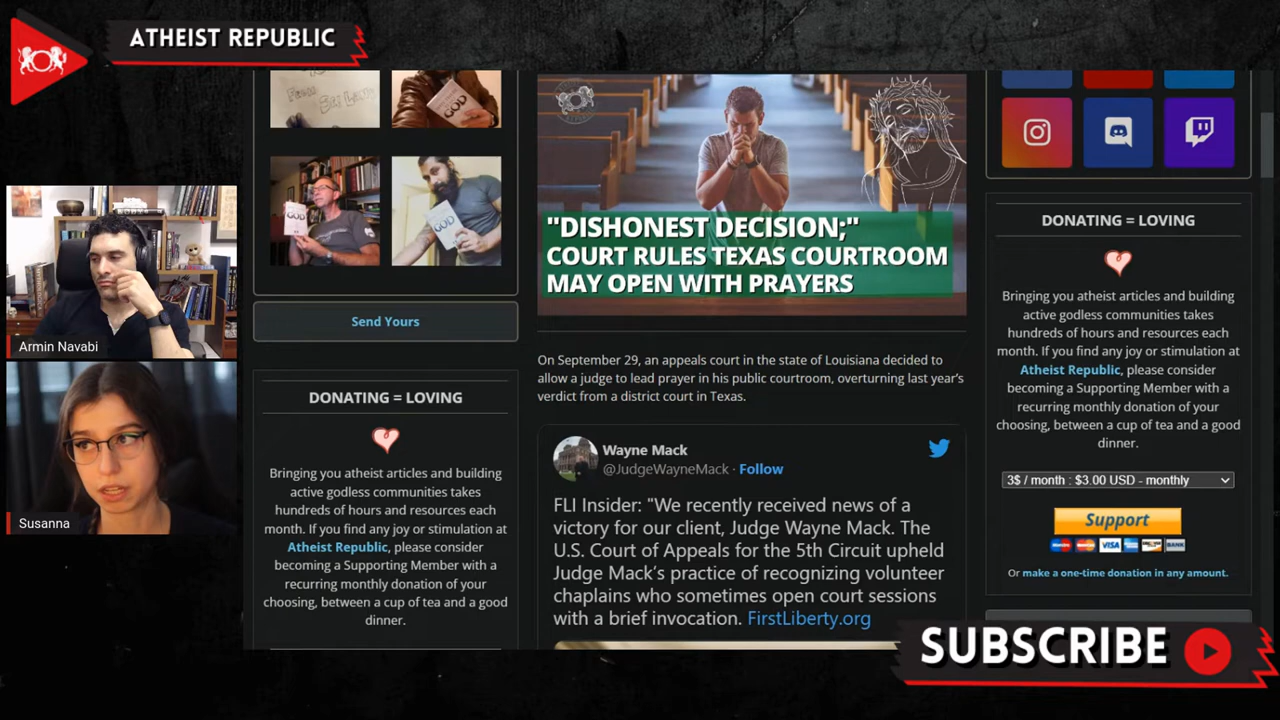 ATHEIST REPUBLIC
Armin Navabi
Susanna
GOD
GOD
GOD
Send Yours
DONATING = LOVING
Bringing you atheist articles and building
active godless communities takes
hundreds of hours and resources each
month. If you find any joy or stimulation at
Atheist Republic, please consider
becoming a Supporting Member with a
recurring monthly donation of your
choosing, between a cup of tea and a good
dinner.
"DISHONEST DECISION;"
COURT RULES TEXAS COURTROOM
MAY OPEN WITH PRAYERS
On September 29, an appeals court in the state of Louisiana decided to
allow a judge to lead prayer in his public courtroom, overturning last year's
verdict from a district court in Texas.
Wayne Mack
@JudgeWayneMack · Follow
FLI Insider: "We recently received news of a
victory for our client, Judge Wayne Mack. The
U.S. Court of Appeals for the 5th Circuit upheld
Judge Mack's practice of recognizing volunteer
chaplains who sometimes open court sessions
with a brief invocation. FirstLiberty.org
DONATING = LOVING
Bringing you atheist articles and building
active godless communities takes
hundreds of hours and resources each
month. If you find any joy or stimulation at
Atheist Republic, please consider
becoming a Supporting Member with a
recurring monthly donation of your
choosing, between a cup of tea and a good
dinner.
3$ / month : $3.00 USD - monthly
Support
VISA
BANK
Or make a one-time donation in any amount.
SUBSCRIBE